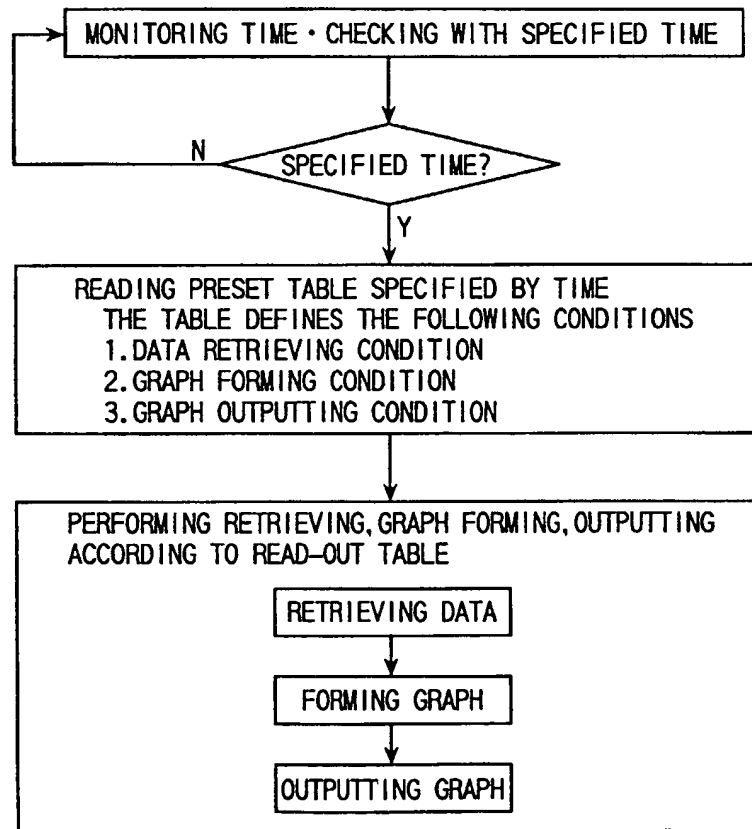 MONITORING TIME・CHECKING WITH SPECIFIED TIME
N
SPECIFIED TIME?
Y
READING PRESET TABLE SPECIFIED BY TIME
THE TABLE DEFINES THE FOLLOWING CONDITIONS
1.DATA RETRIEVING CONDITION
2.GRAPH FORMING CONDITION
3.GRAPH OUTPUTTING CONDITION
PERFORMING RETRIEVING,GRAPH FORMING,OUTPUTTING
ACCORDING TO READ-OUT TABLE
RETRIEVING DATA
FORMING GRAPH
OUTPUTTING GRAPH